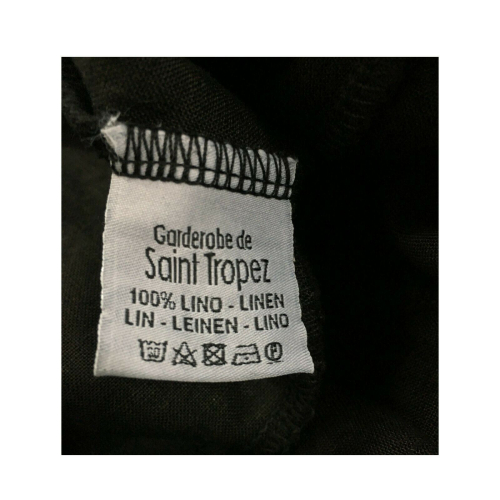 Garderobe de
Saint Tropez
100% LINO - LINEN
LIN - LEINEN - LINO